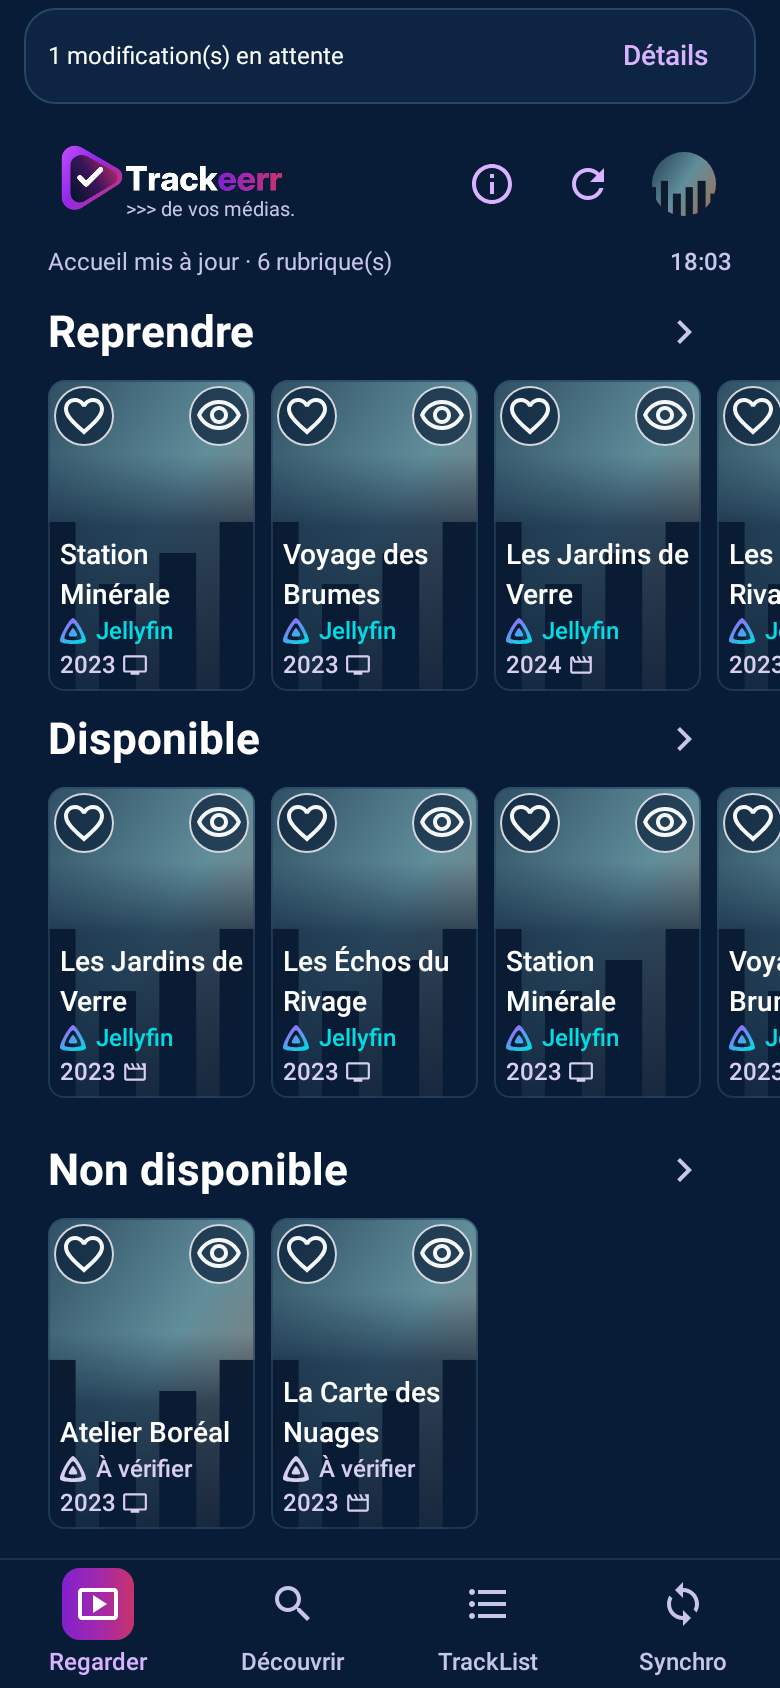 1 modification(s) en attente
Détails
Trackeerr
>>> de vos médias.
Accueil mis à jour · 6 rubrique(s)
18:03
Reprendre
Station
Minérale
Jellyfin
2023
Voyage des
Brumes
Jellyfin
2023
Les Jardins de
Verre
Jellyfin
2024
Les
2023
Disponible
Les Jardins de
Verre
Jellyfin
2023
Les Échos du
Rivage
Jellyfin
2023
Station
Minérale
Jellyfin
2023
2023
Non disponible
Atelier Boréal
À vérifier
2023
La Carte des
Nuages
À vérifier
2023
Regarder
Découvrir
TrackList
Synchro